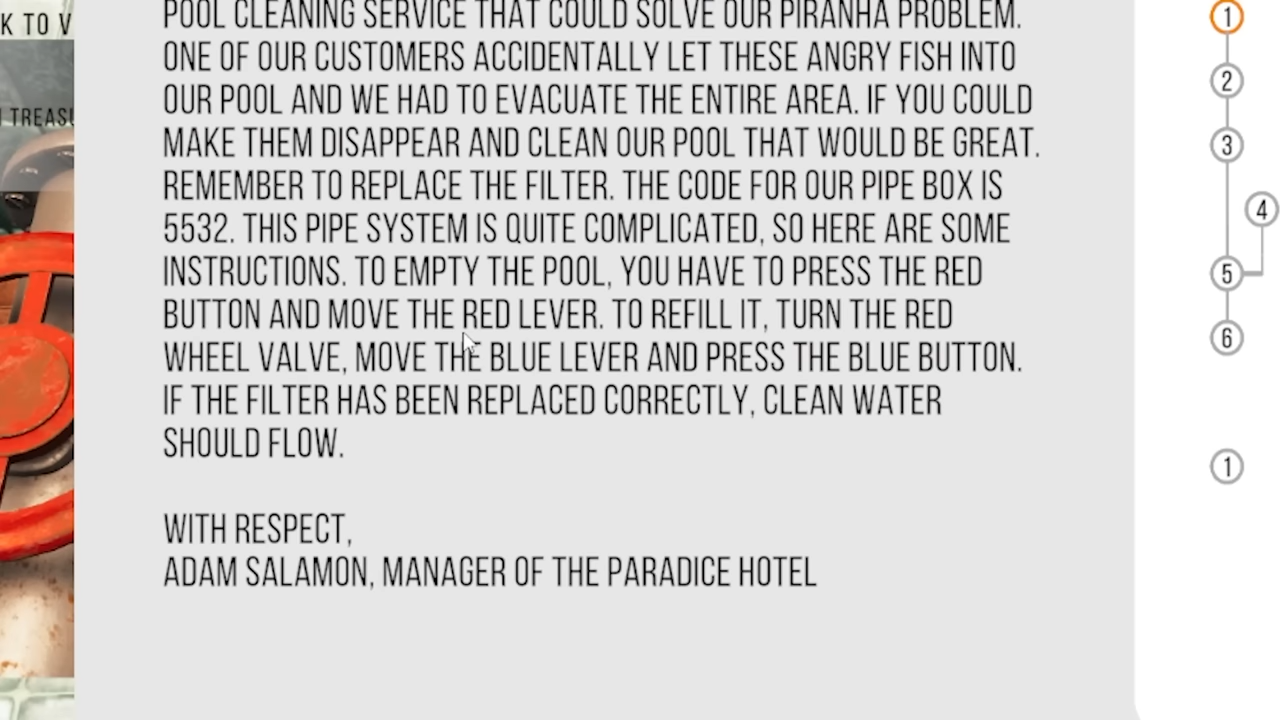 K TO V
TREASU
POOL CLEANING SERVICE THAT COULD SOLVE OUR PIRANHA PROBLEM.
ONE OF OUR CUSTOMERS ACCIDENTALLY LET THESE ANGRY FISH INTO
OUR POOL AND WE HAD TO EVACUATE THE ENTIRE AREA. IF YOU COULD
MAKE THEM DISAPPEAR AND CLEAN OUR POOL THAT WOULD BE GREAT.
REMEMBER TO REPLACE THE FILTER. THE CODE FOR OUR PIPE BOX IS
5532. THIS PIPE SYSTEM IS QUITE COMPLICATED, SO HERE ARE SOME
INSTRUCTIONS. TO EMPTY THE POOL, YOU HAVE TO PRESS THE RED
BUTTON AND MOVE THE RED LEVER. TO REFILL IT, TURN THE RED
WHEEL VALVE, MOVE THE BLUE LEVER AND PRESS THE BLUE BUTTON.
IF THE FILTER HAS BEEN REPLACED CORRECTLY, CLEAN WATER
SHOULD FLOW.
WITH RESPECT,
ADAM SALAMON, MANAGER OF THE PARADICE HOTEL
1
2
3
4
5
6
1